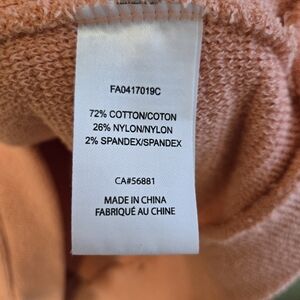 FA0417019C
72% COTTON/COTON
26% NYLON/NYLON
2% SPANDEX/SPANDEX
CA#56881
MADE IN CHINA
FABRIQUÉ AU CHINE